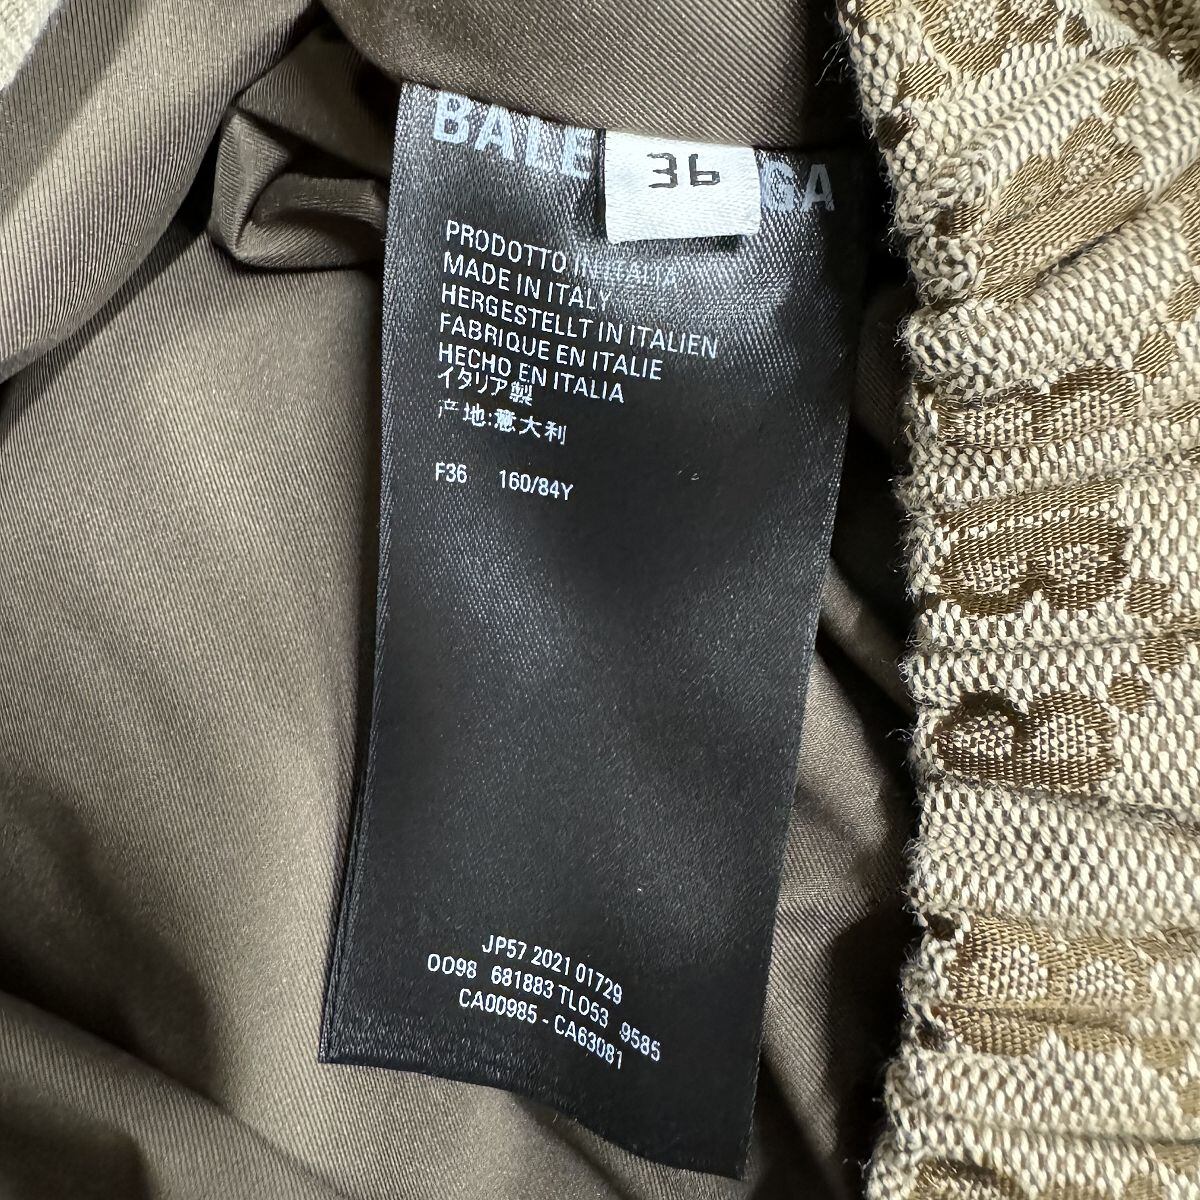 BALE GA
36
PRODOTTO IN ITALIA
MADE IN ITALY
HERGESTELLT IN ITALIEN
FABRIQUE EN ITALIE
HECHO EN ITALIA
イタリア製
产地:意大利
F36 160/84Y
JP57 2021 01729
OD98 681883 TLO53 9585
CA00985 - CA63081